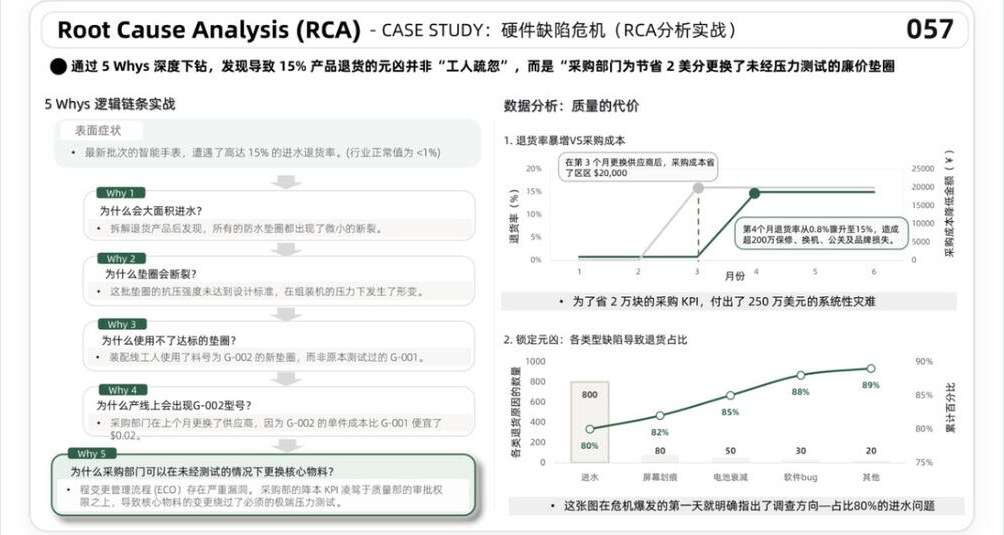 Root Cause Analysis (RCA) - CASE STUDY：硬件缺陷危机（RCA分析实战）
057
通过 5 Whys 深度下钻，发现导致 15% 产品退货的元凶并非“工人疏忽”，而是“采购部门为节省 2 美分更换了未经压力测试的廉价垫圈
5 Whys 逻辑链条实战
表面症状
• 最新批次的智能手表，遭遇了高达 15% 的进水退货率。(行业正常值为 <1%)
Why 1
为什么会大面积进水？
• 拆解退货产品后发现，所有的防水垫圈都出现了微小的断裂。
Why 2
为什么垫圈会断裂？
• 这批垫圈的抗压强度未达到设计标准，在组装机的压力下发生了形变。
Why 3
为什么使用不了达标的垫圈？
• 装配线工人使用了料号为 G-002 的新垫圈，而非原本测试过的 G-001。
Why 4
为什么产线上会出现G-002型号？
• 采购部门在上个月更换了供应商，因为 G-002 的单件成本比 G-001 便宜了
$0.02。
Why 5
为什么采购部门可以在未经测试的情况下更换核心物料？
• 程变更管理流程 (ECO）存在严重漏洞。 采购部的降本 KPI 凌驾于质量部的审批权
限之上，导致核心物料的变更绕过了必须的极端压力测试。
数据分析：质量的代价
1. 退货率暴增VS采购成本
退货率（%）
20%
15%
10%
5%
0%
在第 3 个月更换供应商后，采购成本省
了区区 $20,000
第4个月退货率从0.8%骤升至15%，造成
超200万保修、换机、公关及品牌损失。
25000
20000
15000
10000
5000
0
采购成本降低金额（¥）
1 2 3 4 5 6
月份
• 为了省 2 万块的采购 KPI，付出了 250 万美元的系统性灾难
2. 锁定元凶：各类型缺陷导致退货占比
各类退货原因的数量
1000
800
600
400
200
0
800 80 50 30 20
80% 82% 85% 88% 89%
90%
85%
80%
75%
累计百分比
进水 屏幕划痕 电池衰减 软件bug 其他
• 这张图在危机爆发的第一天就明确指出了调查方向—占比80%的进水问题